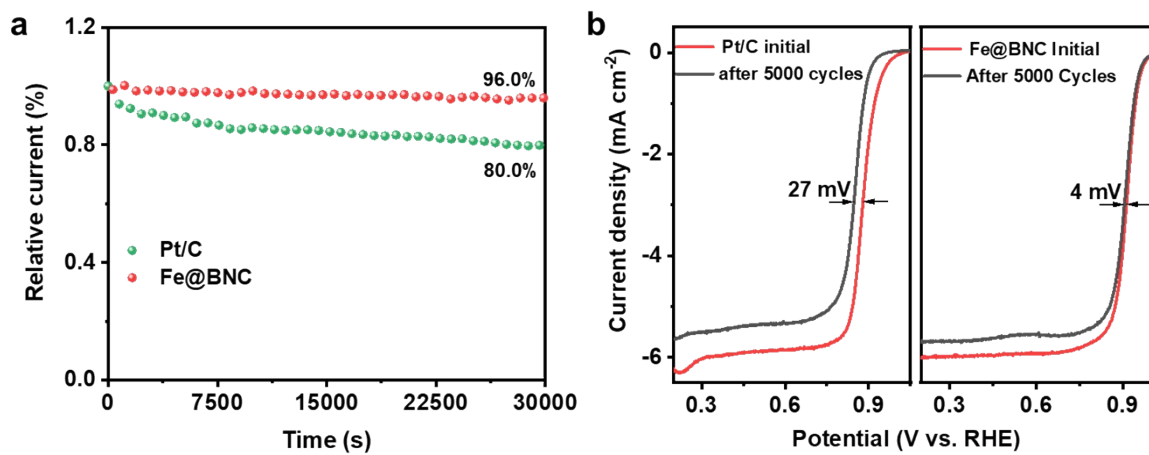 a
Relative current (%)
1.2
0.8
0.4
0.0
96.0%
80.0%
Pt/C
Fe@BNC
0
7500
15000
22500
30000
Time (s)
b
Current density (mA cm⁻²)
0
-2
-4
-6
Pt/C initial
after 5000 cycles
27 mV
0.3
0.6
0.9
Fe@BNC Initial
After 5000 Cycles
4 mV
0.3
0.6
0.9
Potential (V vs. RHE)